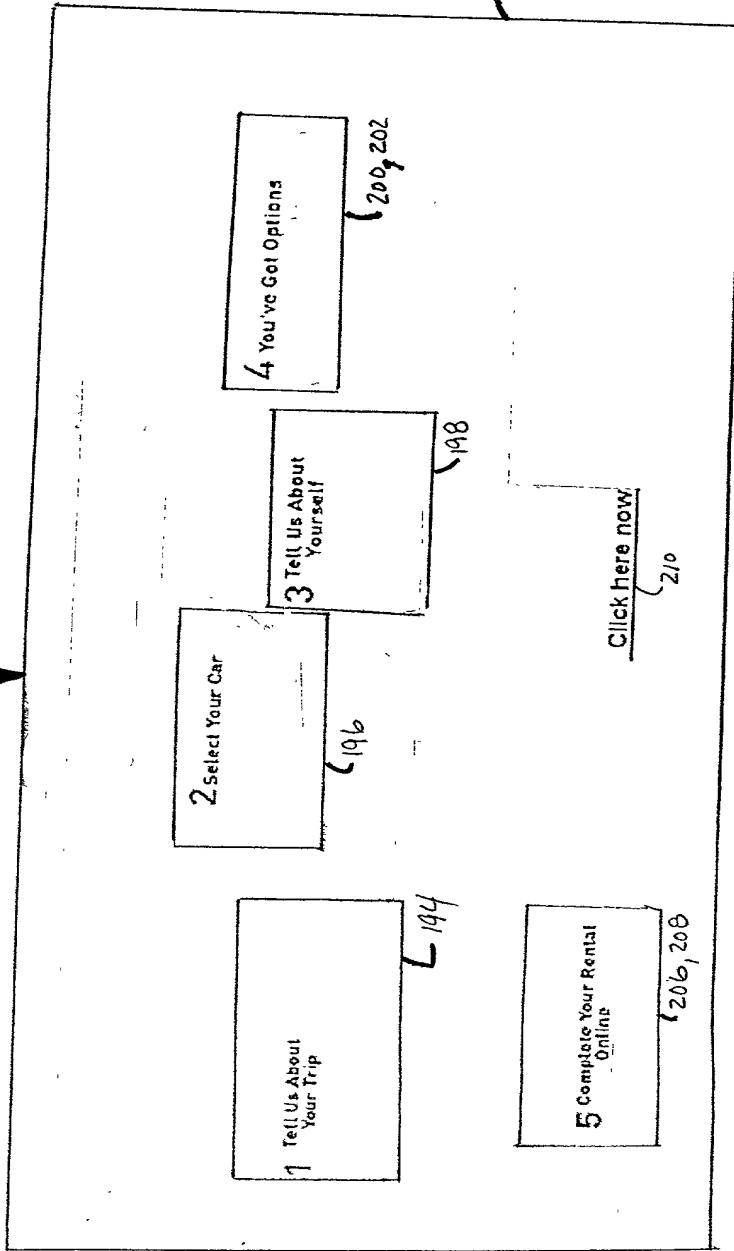 1 Tell Us About
Your Trip
194
2 Select Your Car
196
3 Tell Us About
Yourself
198
4 You've Got Options
200, 202
5 Complete Your Rental
Online
206, 208
Click here now
210